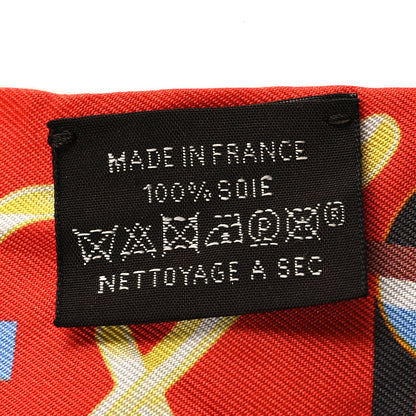 MADE IN FRANCE
100% SOIE
P ®
NETTOYAGE A SEC